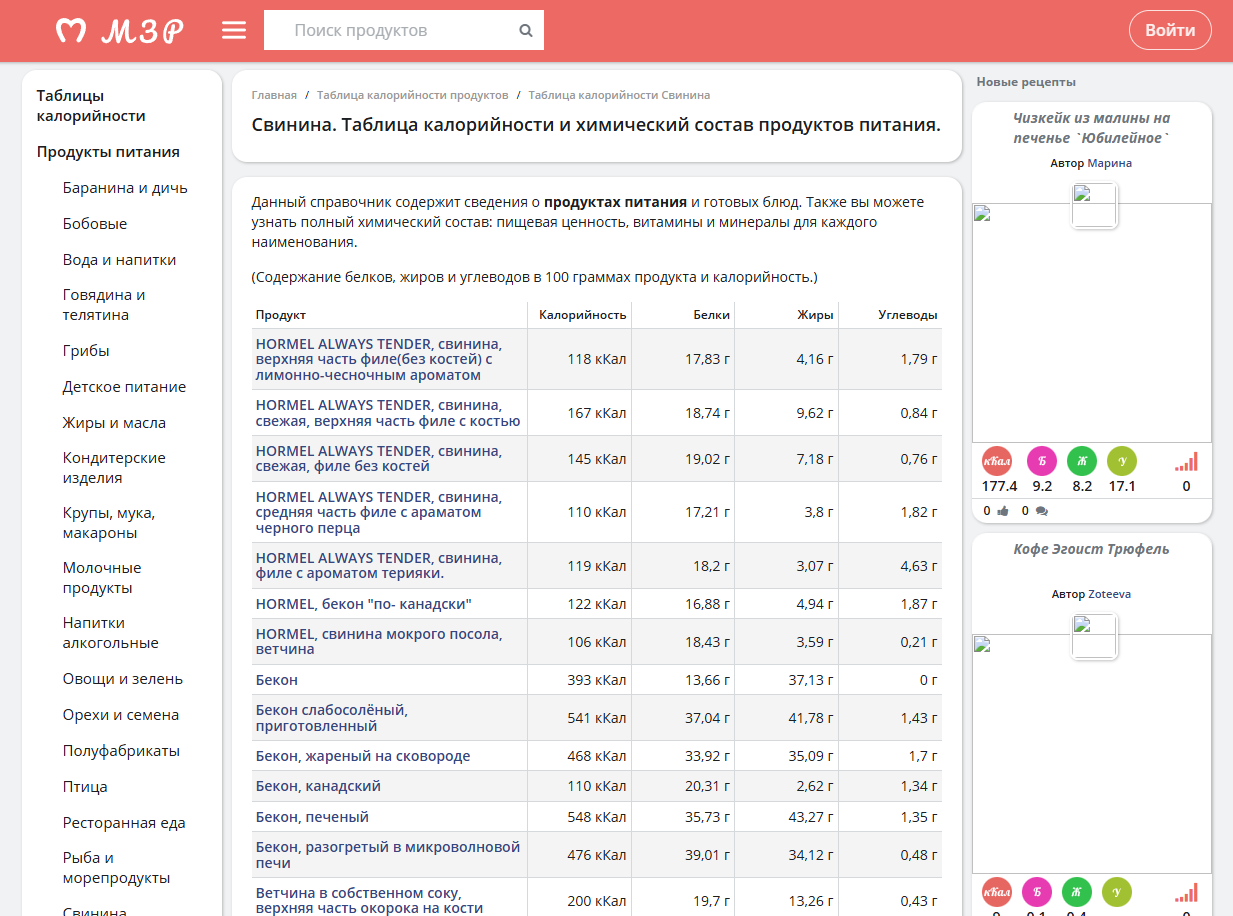 МЗР
Поиск продуктов
Войти
Таблицы
калорийности
Продукты питания
Баранина и дичь
Бобовые
Вода и напитки
Говядина и
телятина
Грибы
Детское питание
Жиры и масла
Кондитерские
изделия
Крупы, мука,
макароны
Молочные
продукты
Напитки
алкогольные
Овощи и зелень
Орехи и семена
Полуфабрикаты
Птица
Ресторанная еда
Рыба и
морепродукты
Свинина
Главная / Таблица калорийности продуктов / Таблица калорийности Свинина
Свинина. Таблица калорийности и химический состав продуктов питания.
Данный справочник содержит сведения о продуктах питания и готовых блюд. Также вы можете
узнать полный химический состав: пищевая ценность, витамины и минералы для каждого
наименования.
(Содержание белков, жиров и углеводов в 100 граммах продукта и калорийность.)
Продукт Калорийность Белки Жиры Углеводы
HORMEL ALWAYS TENDER, свинина,
верхняя часть филе(без костей) с
лимонно-чесночным ароматом
118 кКал 17,83 г 4,16 г 1,79 г
HORMEL ALWAYS TENDER, свинина,
свежая, верхняя часть филе с костью
167 кКал 18,74 г 9,62 г 0,84 г
HORMEL ALWAYS TENDER, свинина,
свежая, филе без костей
145 кКал 19,02 г 7,18 г 0,76 г
HORMEL ALWAYS TENDER, свинина,
средняя часть филе с араматом
черного перца
110 кКал 17,21 г 3,8 г 1,82 г
HORMEL ALWAYS TENDER, свинина,
филе с ароматом терияки.
119 кКал 18,2 г 3,07 г 4,63 г
HORMEL, бекон "по- канадски" 122 кКал 16,88 г 4,94 г 1,87 г
HORMEL, свинина мокрого посола,
ветчина
106 кКал 18,43 г 3,59 г 0,21 г
Бекон 393 кКал 13,66 г 37,13 г 0 г
Бекон слабосолёный,
приготовленный
541 кКал 37,04 г 41,78 г 1,43 г
Бекон, жареный на сковороде 468 кКал 33,92 г 35,09 г 1,7 г
Бекон, канадский 110 кКал 20,31 г 2,62 г 1,34 г
Бекон, печеный 548 кКал 35,73 г 43,27 г 1,35 г
Бекон, разогретый в микроволновой
печи
476 кКал 39,01 г 34,12 г 0,48 г
Ветчина в собственном соку,
верхняя часть окорока на кости
200 кКал 19,7 г 13,26 г 0,43 г
Новые рецепты
Чизкейк из малины на
печенье `Юбилейное`
Автор Марина
кКал Б Ж У
177.4 9.2 8.2 17.1 0
0 0
Кофе Эгоист Трюфель
Автор Zoteeva
кКал Б Ж У
9 0.1 0.4 0